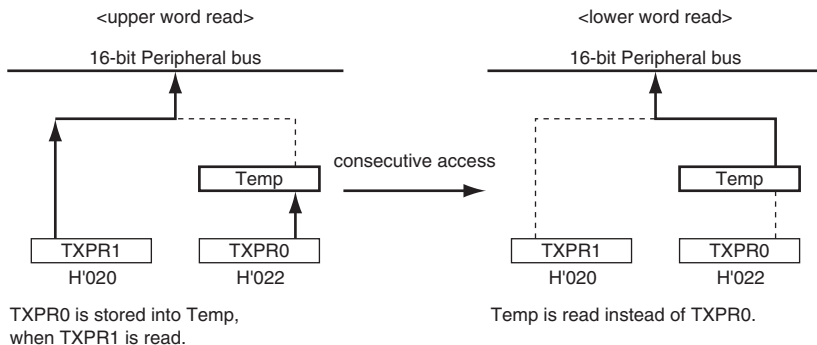 <upper word read>
16-bit Peripheral bus
Temp
TXPR1
TXPR0
H'020
H'022
TXPR0 is stored into Temp,
when TXPR1 is read.
consecutive access
<lower word read>
16-bit Peripheral bus
Temp
TXPR1
TXPR0
H'020
H'022
Temp is read instead of TXPR0.